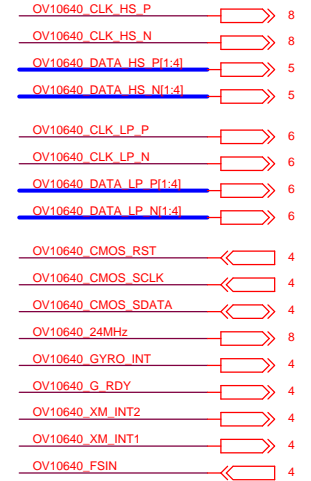 OV10640_CLK_HS_P 8
OV10640_CLK_HS_N 8
OV10640_DATA_HS_P[1:4] 5
OV10640_DATA_HS_N[1:4] 5
OV10640_CLK_LP_P 6
OV10640_CLK_LP_N 6
OV10640_DATA_LP_P[1:4] 6
OV10640_DATA_LP_N[1:4] 6
OV10640_CMOS_RST 4
OV10640_CMOS_SCLK 4
OV10640_CMOS_SDATA 4
OV10640_24MHz 8
OV10640_GYRO_INT 4
OV10640_G_RDY 4
OV10640_XM_INT2 4
OV10640_XM_INT1 4
OV10640_FSIN 4